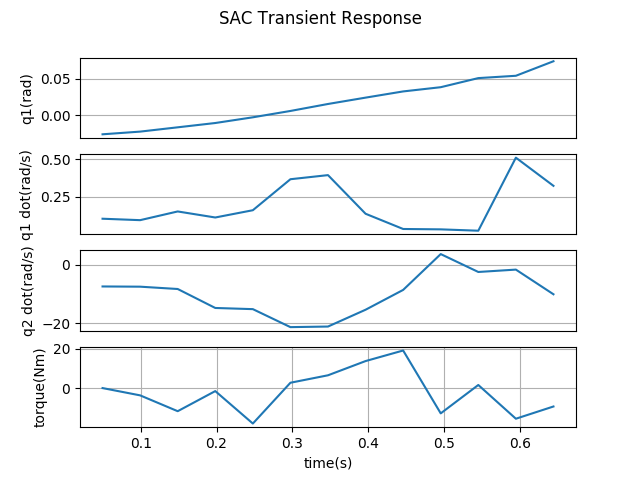 SAC Transient Response
0.05
0.00
q1(rad)
0.50
0.25
q1 dot(rad/s)
0
−20
q2 dot(rad/s)
20
0
torque(Nm)
0.1 0.2 0.3 0.4 0.5 0.6
time(s)